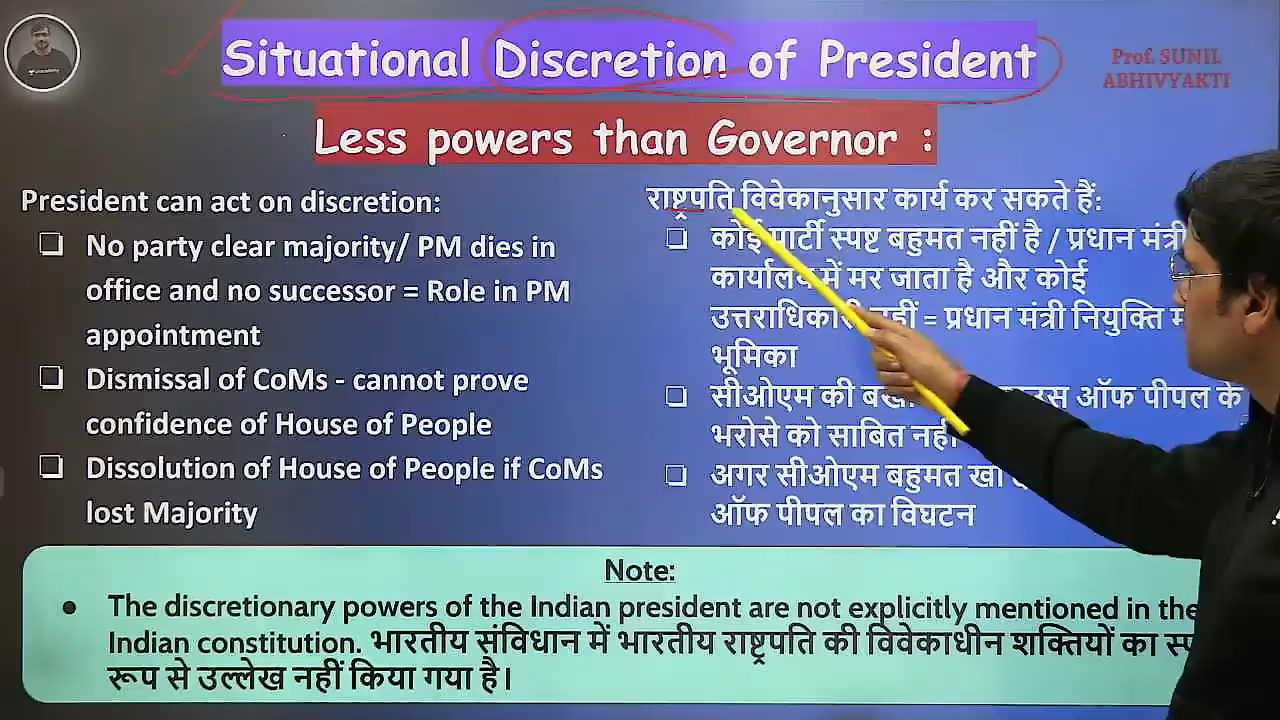 Situational Discretion of President
Prof. SUNIL
ABHIVYAKTI
Less powers than Governor :
President can act on discretion:
❑ No party clear majority/ PM dies in
office and no successor = Role in PM
appointment
❑ Dismissal of CoMs - cannot prove
confidence of House of People
❑ Dissolution of House of People if CoMs
lost Majority
राष्ट्रपति विवेकानुसार कार्य कर सकते हैं:
❑ कोई पार्टी स्पष्ट बहुमत नहीं है / प्रधान मंत्री
कार्यालय में मर जाता है और कोई
उत्तराधिकारी नहीं = प्रधान मंत्री नियुक्ति
भूमिका
❑ सीओएम की ऑफ पीपल के
भरोसे को साबित नहीं
❑ अगर सीओएम बहुमत खो
ऑफ पीपल का विघटन
Note:
● The discretionary powers of the Indian president are not explicitly mentioned in the
Indian constitution. भारतीय संविधान में भारतीय राष्ट्रपति की विवेकाधीन शक्तियों का
रूप से उल्लेख नहीं किया गया है।